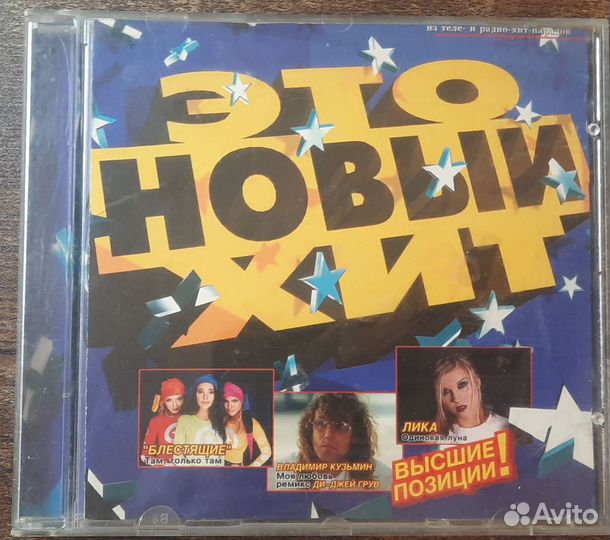 из теле- и радио-хит-парадов
ЭТО
НОВЫЙ
ХИТ
"БЛЕСТЯЩИЕ"
Там, только там
ВЛАДИМИР КУЗЬМИН
Моя любовь
ремикс ДИ-ДЖЕЙ ГРУВ
ЛИКА
Одинокая луна
ВЫСШИЕ
ПОЗИЦИИ!
Avito